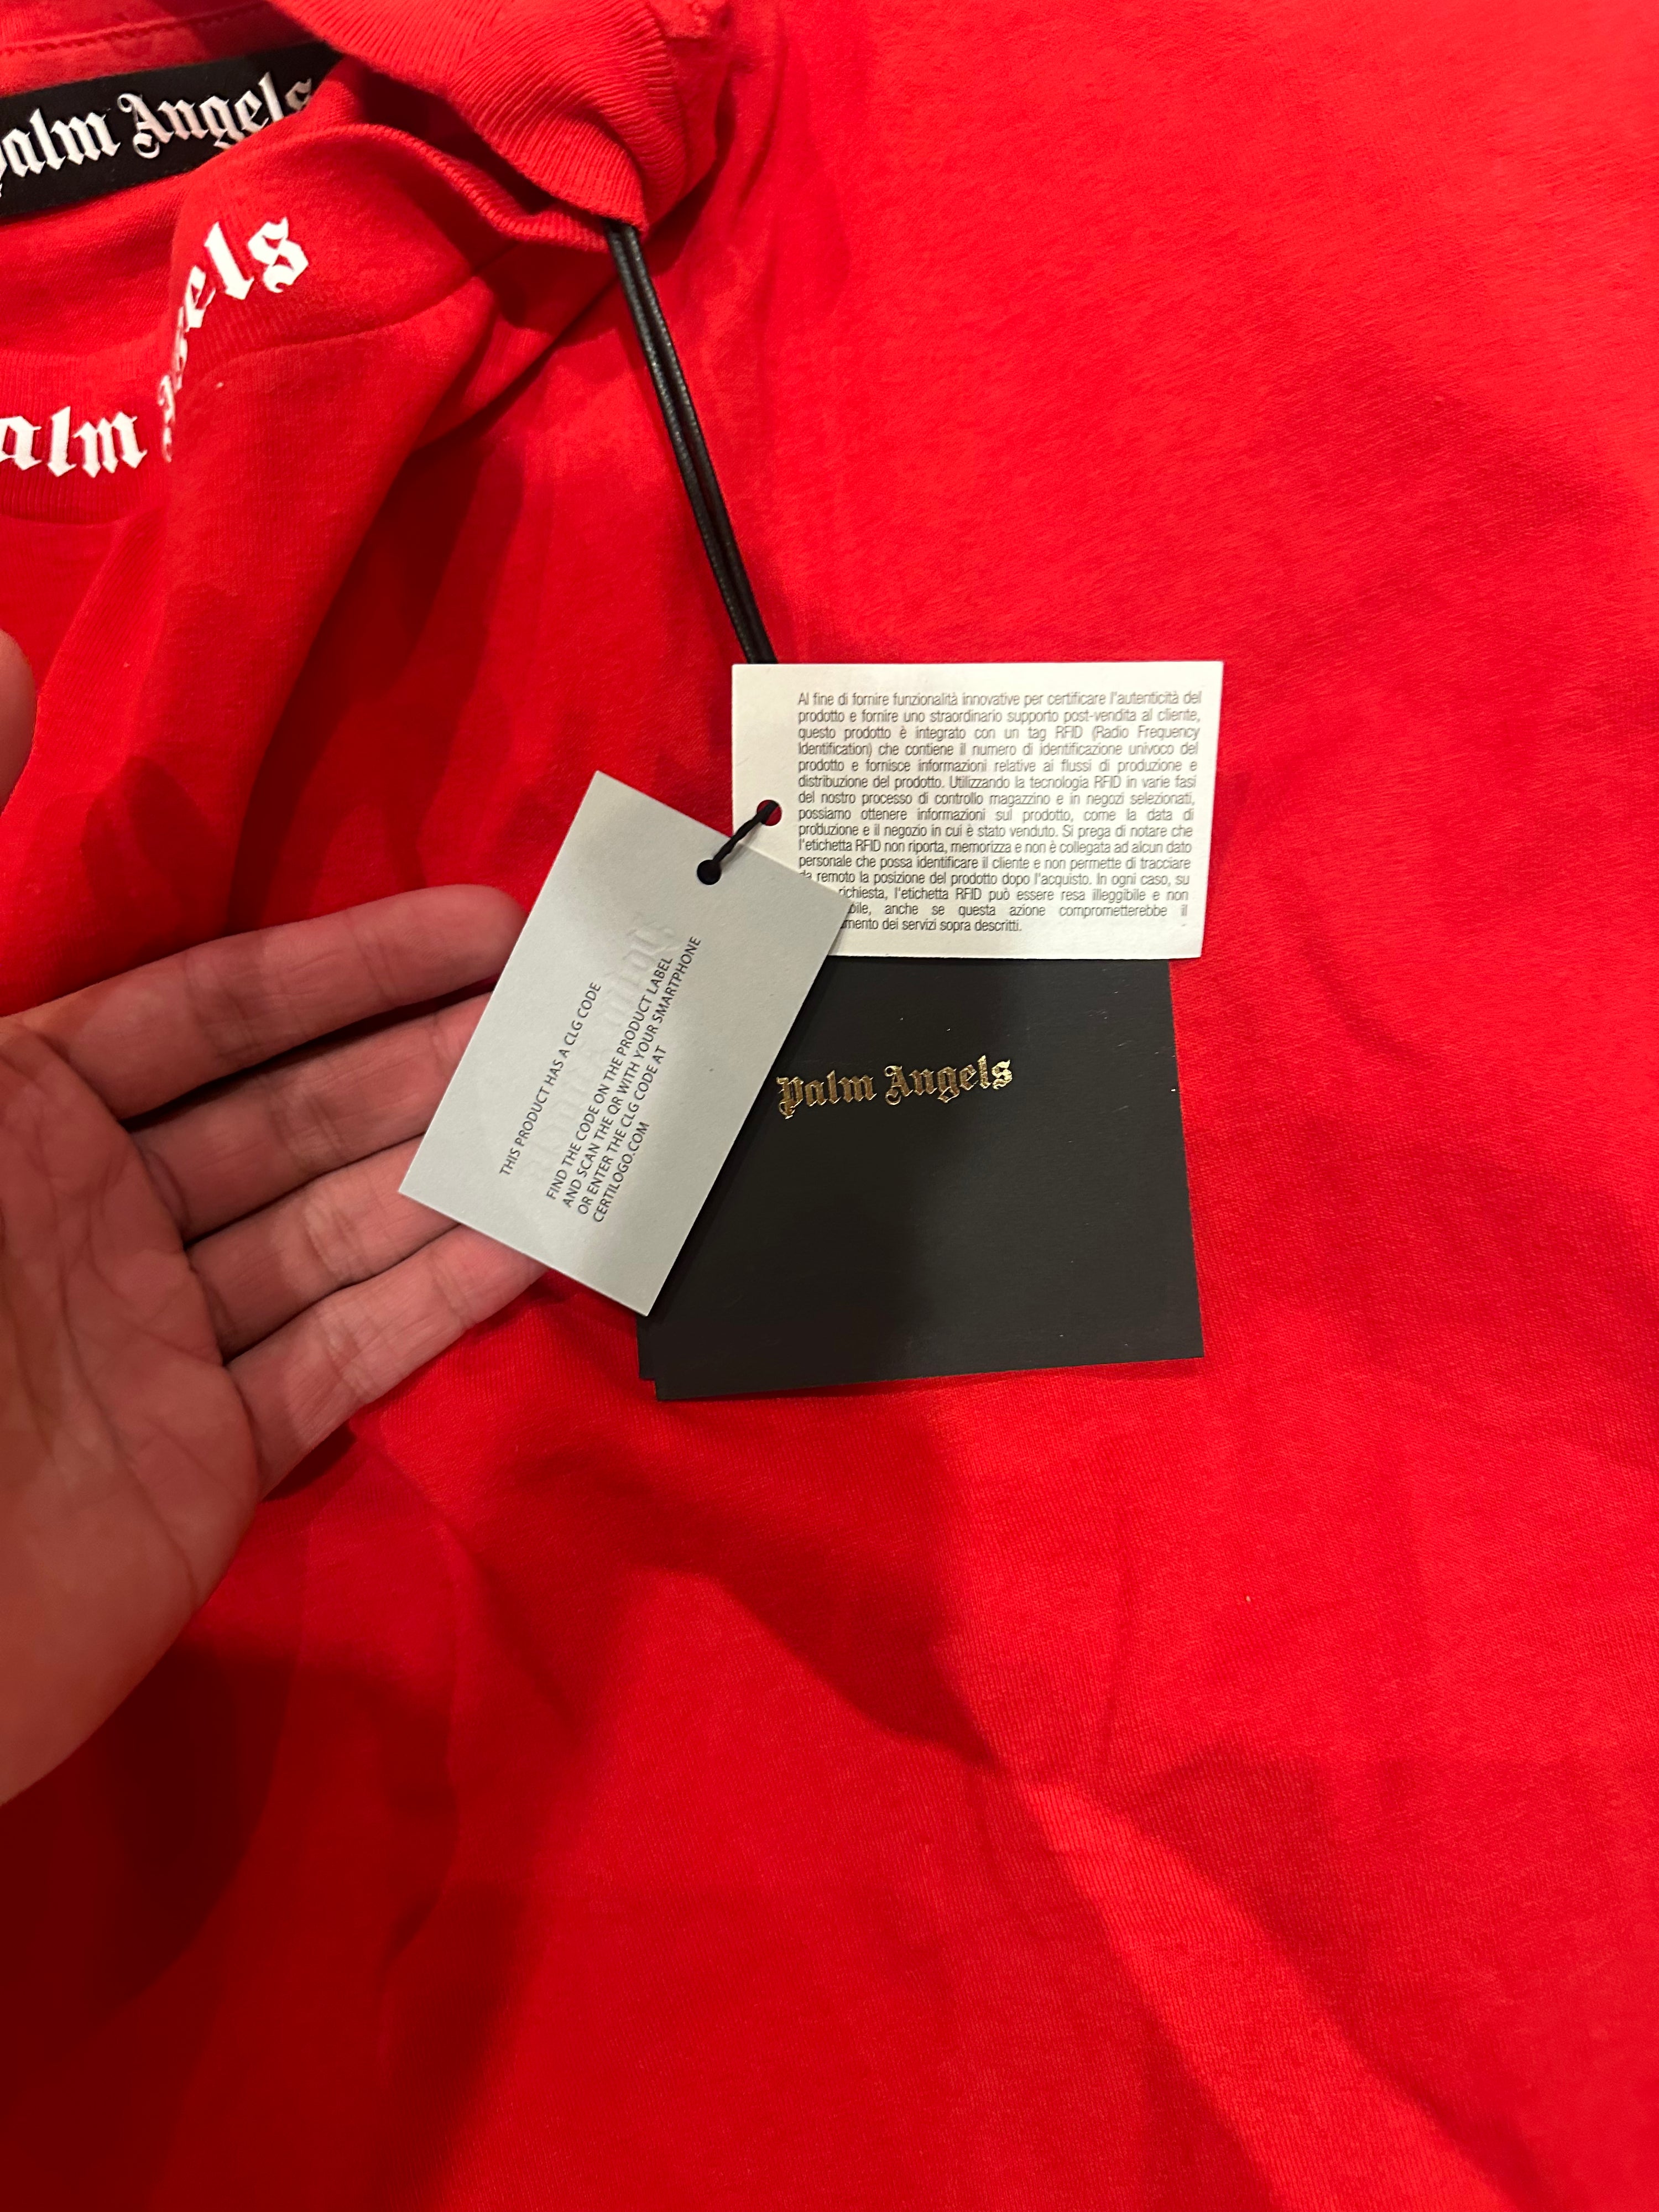 Palm Angels
alm
gels
Al fine di fornire funzionalità innovative per certificare l'autenticità del
prodotto e fornire uno straordinario supporto post-vendita al cliente,
questo prodotto è integrato con un tag RFID (Radio Frequency
Identification) che contiene il numero di identificazione univoco del
prodotto e fornisce informazioni relative ai flussi di produzione e
distribuzione del prodotto. Utilizzando la tecnologia RFID in varie fasi
del nostro processo di controllo magazzino e in negozi selezionati,
possiamo ottenere informazioni sul prodotto, come la data di
produzione e il negozio in cui è stato venduto. Si prega di notare che
l'etichetta RFID non riporta, memorizza e non è collegata ad alcun dato
personale che possa identificare il cliente e non permette di tracciare
da remoto la posizione del prodotto dopo l'acquisto. In ogni caso, su
richiesta, l'etichetta RFID può essere resa illeggibile e non
bile, anche se questa azione comprometterebbe il
mento dei servizi sopra descritti.
THIS PRODUCT HAS A CLG CODE
FIND THE CODE ON THE PRODUCT LABEL
AND SCAN THE QR WITH YOUR SMARTPHONE
OR ENTER THE CLG CODE AT
CERTILOGO.COM
Palm Angels